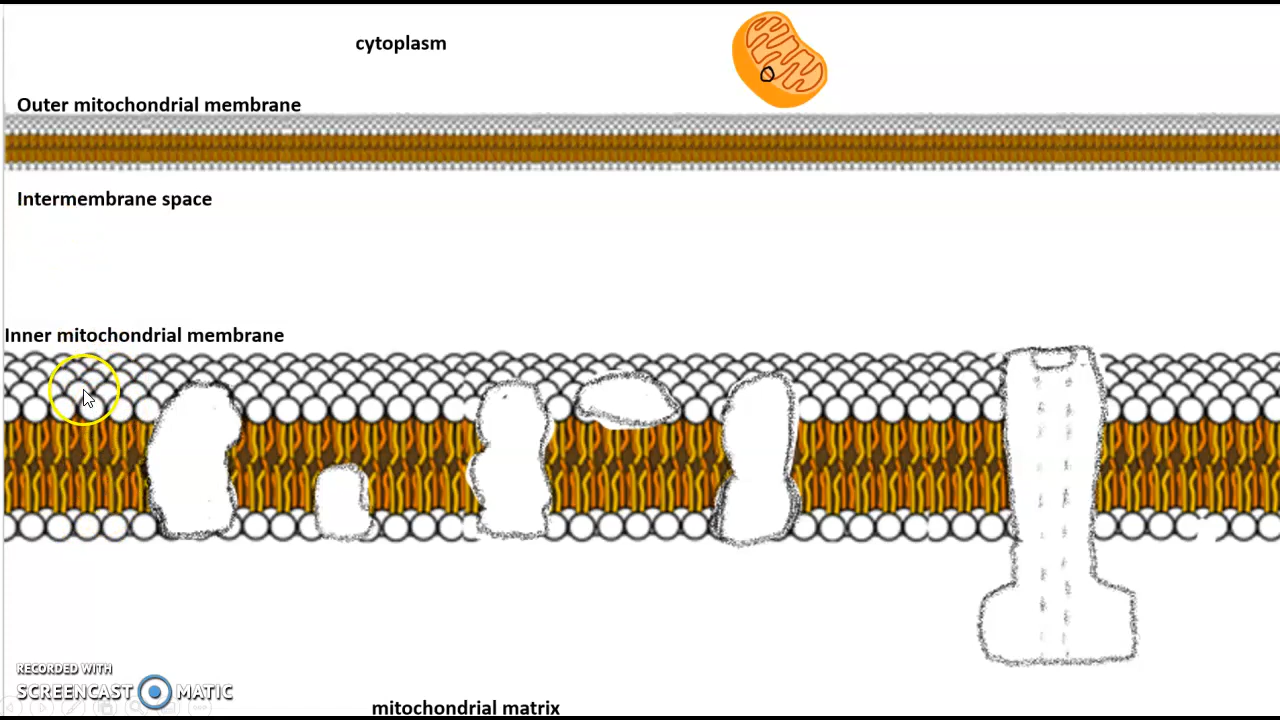 cytoplasm
Outer mitochondrial membrane
Intermembrane space
Inner mitochondrial membrane
RECORDED WITH
SCREENCAST MATIC
mitochondrial matrix